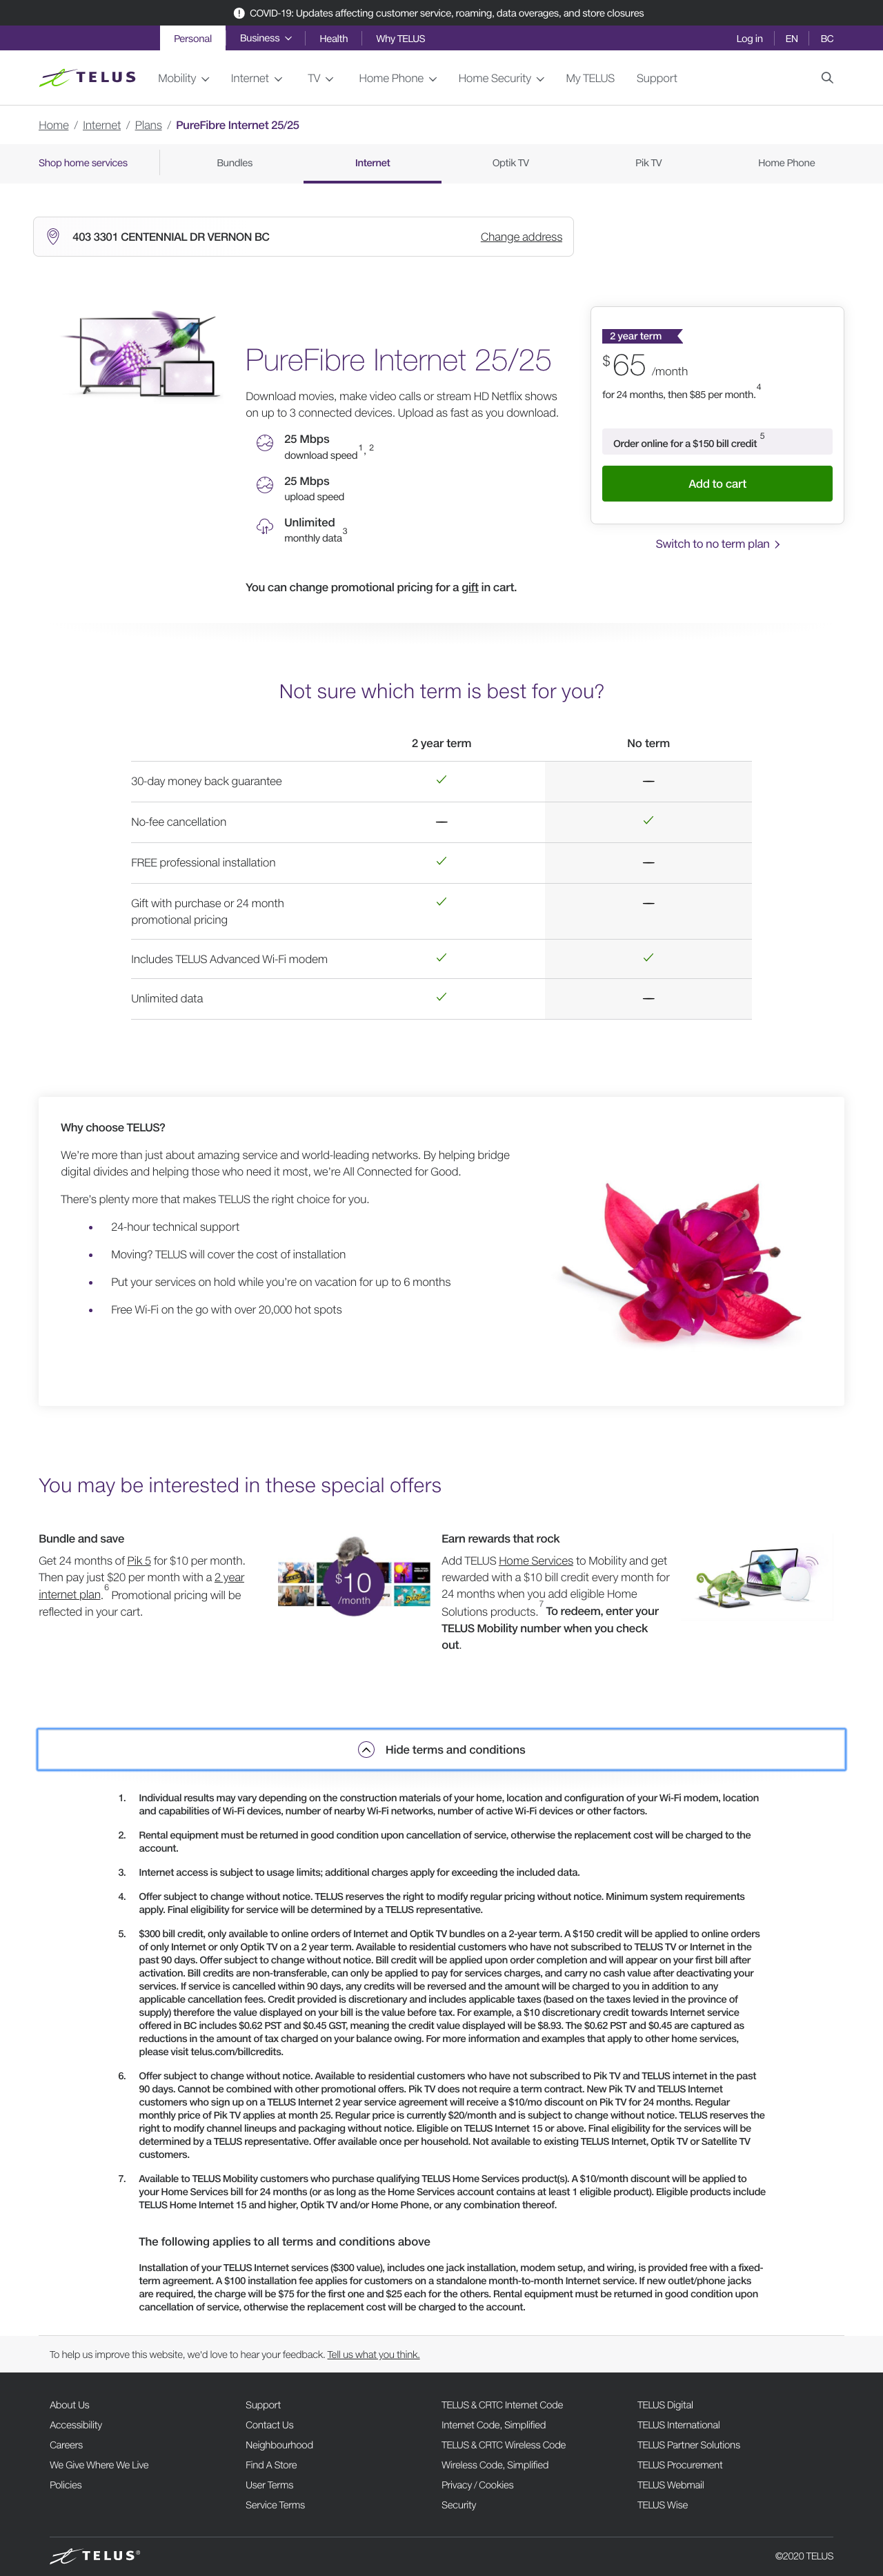 COVID-19: Updates affecting customer service, roaming, data overages, and store closures
Personal Business Health Why TELUS Log in EN BC
TELUS Mobility Internet TV Home Phone Home Security My TELUS Support
Home / Internet / Plans / PureFibre Internet 25/25
Shop home services Bundles Internet Optik TV Pik TV Home Phone
403 3301 CENTENNIAL DR VERNON BC Change address
PureFibre Internet 25/25
Download movies, make video calls or stream HD Netflix shows
on up to 3 connected devices. Upload as fast as you download.
25 Mbps
download speed 1, 2
25 Mbps
upload speed
Unlimited
monthly data 3
You can change promotional pricing for a gift in cart.
2 year term
$65 /month
for 24 months, then $85 per month. 4
Order online for a $150 bill credit 5
Add to cart
Switch to no term plan
Not sure which term is best for you?
2 year term No term
30-day money back guarantee
No-fee cancellation
FREE professional installation
Gift with purchase or 24 month
promotional pricing
Includes TELUS Advanced Wi-Fi modem
Unlimited data
Why choose TELUS?
We're more than just about amazing service and world-leading networks. By helping bridge
digital divides and helping those who need it most, we're All Connected for Good.
There's plenty more that makes TELUS the right choice for you.
• 24-hour technical support
• Moving? TELUS will cover the cost of installation
• Put your services on hold while you're on vacation for up to 6 months
• Free Wi-Fi on the go with over 20,000 hot spots
You may be interested in these special offers
Bundle and save
Get 24 months of Pik 5 for $10 per month.
Then pay just $20 per month with a 2 year
internet plan. 6 Promotional pricing will be
reflected in your cart.
$10
/month
Earn rewards that rock
Add TELUS Home Services to Mobility and get
rewarded with a $10 bill credit every month for
24 months when you add eligible Home
Solutions products. 7 To redeem, enter your
TELUS Mobility number when you check
out.
Hide terms and conditions
1. Individual results may vary depending on the construction materials of your home, location and configuration of your Wi-Fi modem, location
and capabilities of Wi-Fi devices, number of nearby Wi-Fi networks, number of active Wi-Fi devices or other factors.
2. Rental equipment must be returned in good condition upon cancellation of service, otherwise the replacement cost will be charged to the
account.
3. Internet access is subject to usage limits; additional charges apply for exceeding the included data.
4. Offer subject to change without notice. TELUS reserves the right to modify regular pricing without notice. Minimum system requirements
apply. Final eligibility for service will be determined by a TELUS representative.
5. $300 bill credit, only available to online orders of Internet and Optik TV bundles on a 2-year term. A $150 credit will be applied to online orders
of only Internet or only Optik TV on a 2 year term. Available to residential customers who have not subscribed to TELUS TV or Internet in the
past 90 days. Offer subject to change without notice. Bill credit will be applied upon order completion and will appear on your first bill after
activation. Bill credits are non-transferable, can only be applied to pay for services charges, and carry no cash value after deactivating your
services. If service is cancelled within 90 days, any credits will be reversed and the amount will be charged to you in addition to any
applicable cancellation fees. Credit provided is discretionary and includes applicable taxes (based on the taxes levied in the province of
supply) therefore the value displayed on your bill is the value before tax. For example, a $10 discretionary credit towards Internet service
offered in BC includes $0.62 PST and $0.45 GST, meaning the credit value displayed will be $8.93. The $0.62 PST and $0.45 are captured as
reductions in the amount of tax charged on your balance owing. For more information and examples that apply to other home services,
please visit telus.com/billcredits.
6. Offer subject to change without notice. Available to residential customers who have not subscribed to Pik TV and TELUS internet in the past
90 days. Cannot be combined with other promotional offers. Pik TV does not require a term contract. New Pik TV and TELUS Internet
customers who sign up on a TELUS Internet 2 year service agreement will receive a $10/mo discount on Pik TV for 24 months. Regular
monthly price of Pik TV applies at month 25. Regular price is currently $20/month and is subject to change without notice. TELUS reserves the
right to modify channel lineups and packaging without notice. Eligible on TELUS Internet 15 or above. Final eligibility for the services will be
determined by a TELUS representative. Offer available once per household. Not available to existing TELUS Internet, Optik TV or Satellite TV
customers.
7. Available to TELUS Mobility customers who purchase qualifying TELUS Home Services product(s). A $10/month discount will be applied to
your Home Services bill for 24 months (or as long as the Home Services account contains at least 1 eligible product). Eligible products include
TELUS Home Internet 15 and higher, Optik TV and/or Home Phone, or any combination thereof.
The following applies to all terms and conditions above
Installation of your TELUS Internet services ($300 value), includes one jack installation, modem setup, and wiring, is provided free with a fixed-
term agreement. A $100 installation fee applies for customers on a standalone month-to-month Internet service. If new outlet/phone jacks
are required, the charge will be $75 for the first one and $25 each for the others. Rental equipment must be returned in good condition upon
cancellation of service, otherwise the replacement cost will be charged to the account.
To help us improve this website, we'd love to hear your feedback. Tell us what you think.
About Us Support TELUS & CRTC Internet Code TELUS Digital
Accessibility Contact Us Internet Code, Simplified TELUS International
Careers Neighbourhood TELUS & CRTC Wireless Code TELUS Partner Solutions
We Give Where We Live Find A Store Wireless Code, Simplified TELUS Procurement
Policies User Terms Privacy / Cookies TELUS Webmail
Service Terms Security TELUS Wise
TELUS® ©2020 TELUS